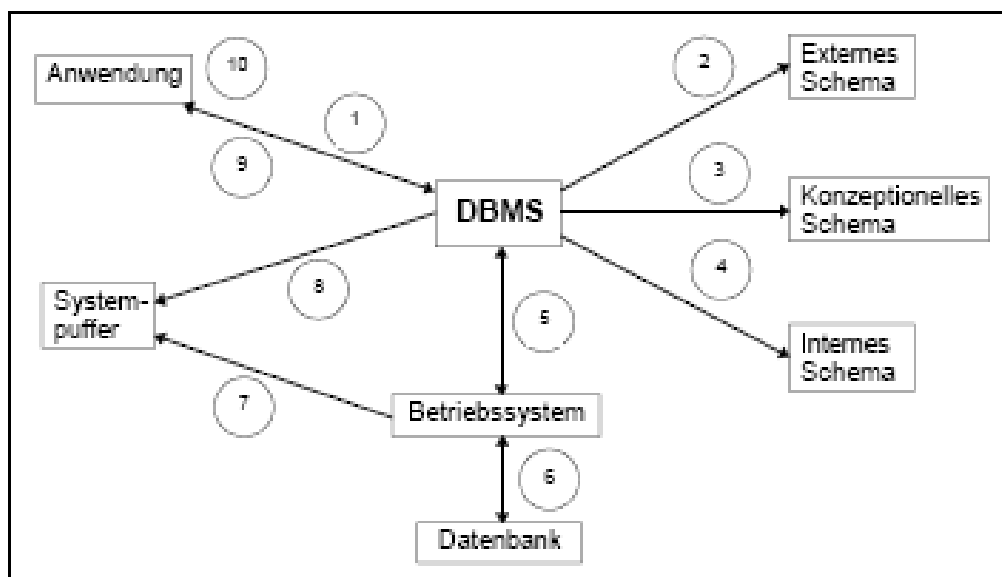 Anwendung
10
1
9
2
Externes
Schema
3
Konzeptionelles
Schema
DBMS
4
8
System-
puffer
5
Internes
Schema
7
Betriebssystem
6
Datenbank